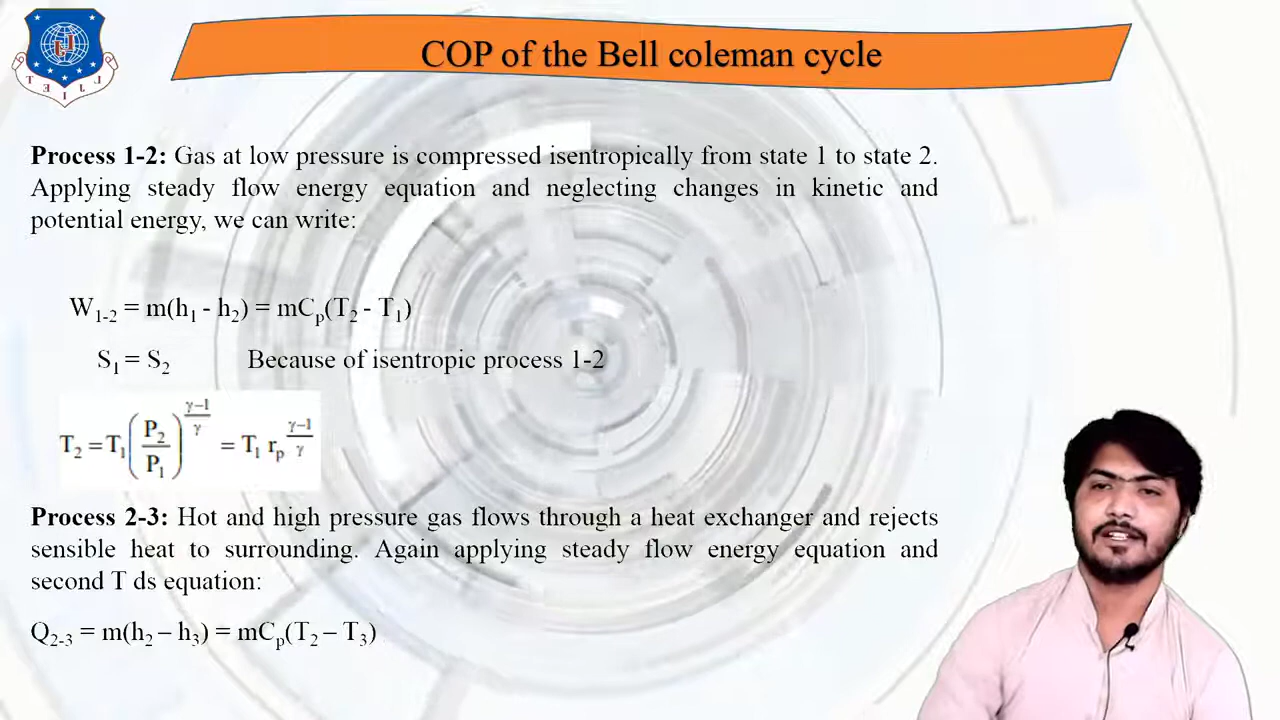 COP of the Bell coleman cycle
Process 1-2: Gas at low pressure is compressed isentropically from state 1 to state 2.
Applying steady flow energy equation and neglecting changes in kinetic and
potential energy, we can write:
W₁₋₂ = m(h₁ - h₂) = mCₚ(T₂ - T₁)
S₁ = S₂ Because of isentropic process 1-2
T₂ = T₁ (P₂/P₁)^((γ−1)/γ) = T₁ rₚ^((γ−1)/γ)
Process 2-3: Hot and high pressure gas flows through a heat exchanger and rejects
sensible heat to surrounding. Again applying steady flow energy equation and
second T ds equation:
Q₂₋₃ = m(h₂ – h₃) = mCₚ(T₂ – T₃)